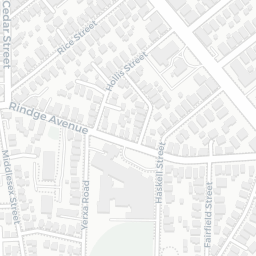 Cedar Street
Rice Street
Hollis Street
Rindge Avenue
Middlesex Street
Yerxa Road
Haskell Street
Fairfield Street